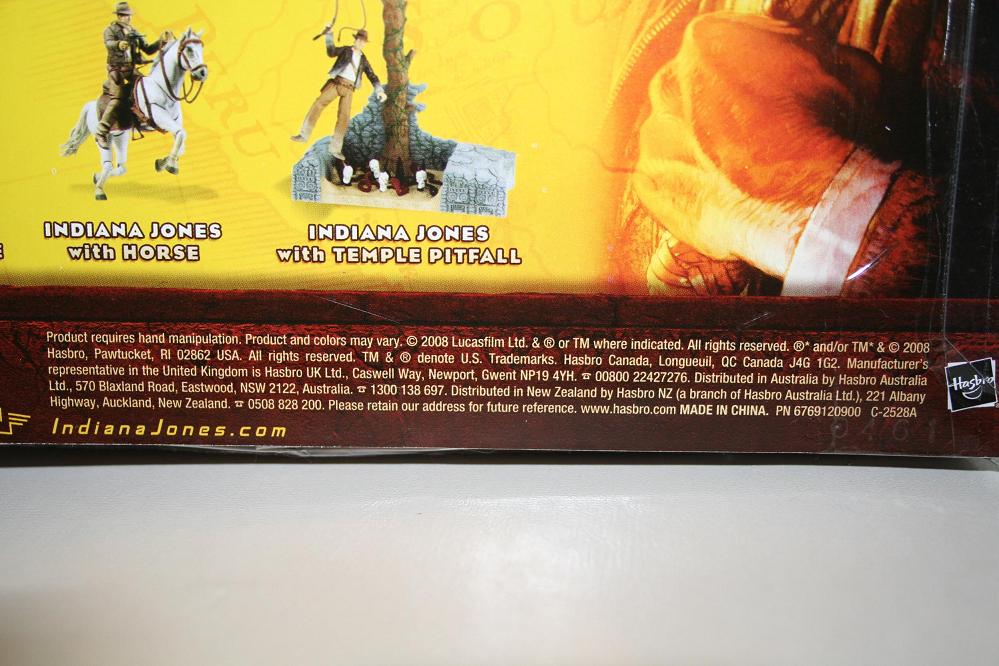 PERU
INDIANA JONES
with HORSE
INDIANA JONES
with TEMPLE PITFALL
Product requires hand manipulation. Product and colors may vary. © 2008 Lucasfilm Ltd. & ® or TM where indicated. All rights reserved. ®* and/or TM* & © 2008
Hasbro, Pawtucket, RI 02862 USA. All rights reserved. TM & ® denote U.S. Trademarks. Hasbro Canada, Longueuil, QC Canada J4G 1G2. Manufacturer's
representative in the United Kingdom is Hasbro UK Ltd., Caswell Way, Newport, Gwent NP19 4YH. ☎ 00800 22427276. Distributed in Australia by Hasbro Australia
Ltd., 570 Blaxland Road, Eastwood, NSW 2122, Australia. ☎ 1300 138 697. Distributed in New Zealand by Hasbro NZ (a branch of Hasbro Australia Ltd.), 221 Albany
Highway, Auckland, New Zealand. ☎ 0508 828 200. Please retain our address for future reference. www.hasbro.com MADE IN CHINA. PN 6769120900 C-2528A
Hasbro
IndianaJones.com